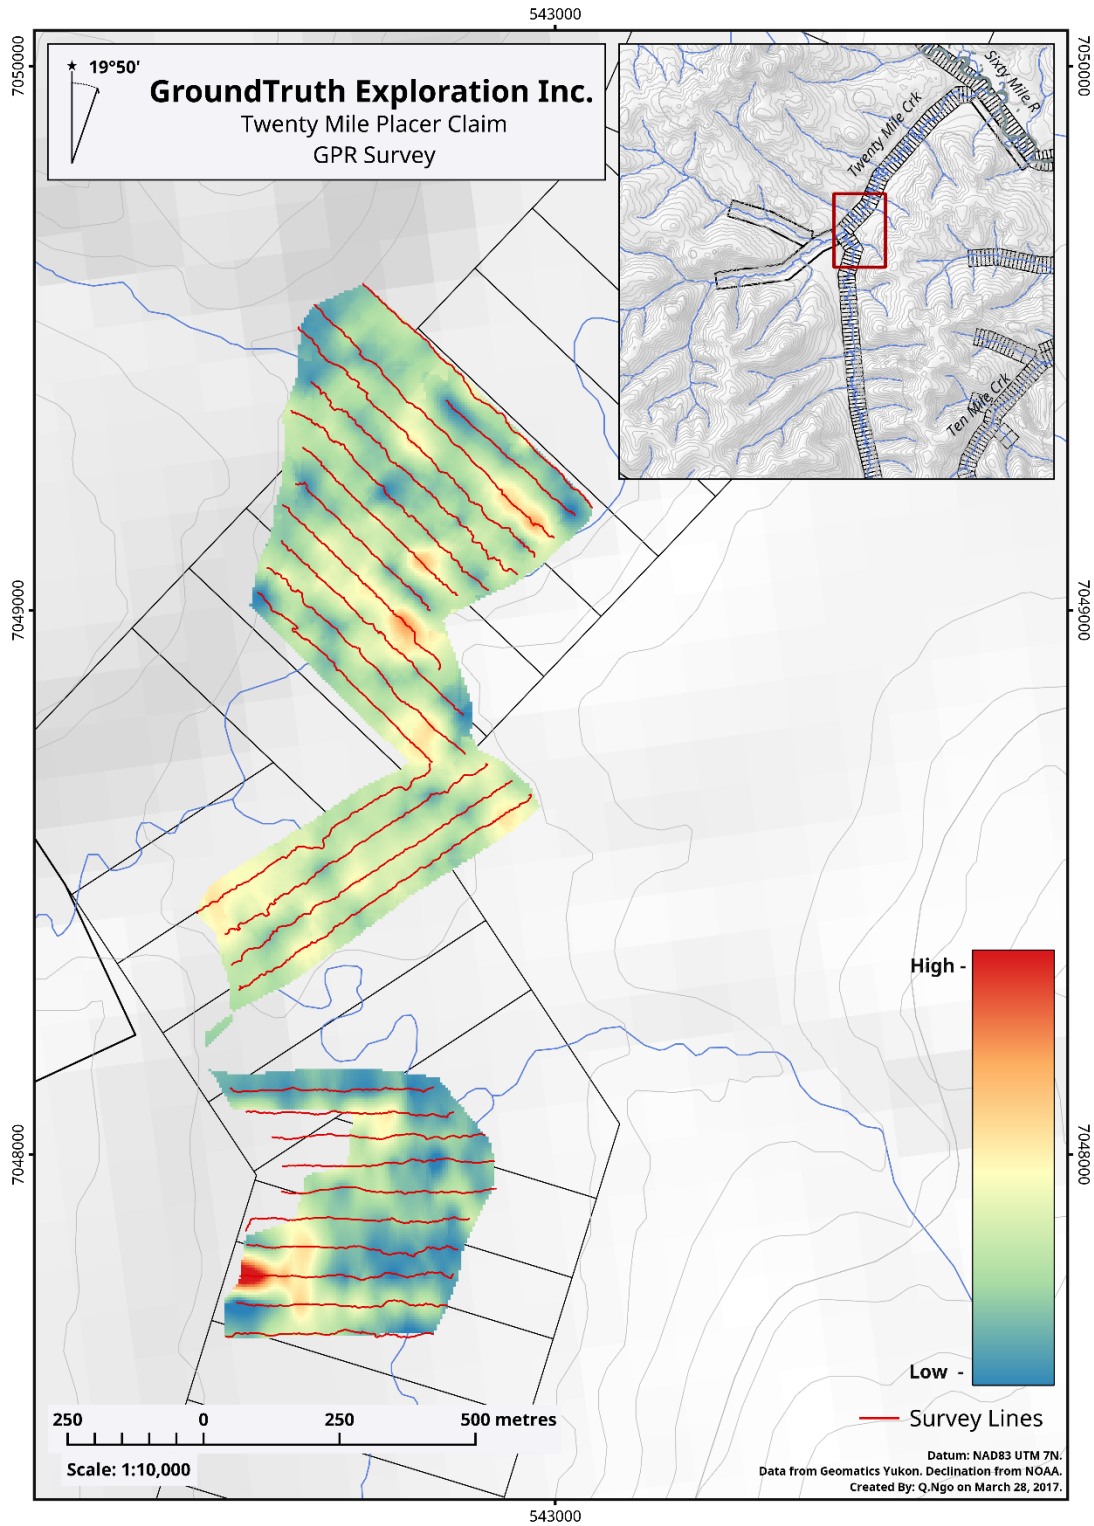 543000
7050000
7050000
19°50'
GroundTruth Exploration Inc.
Twenty Mile Placer Claim
GPR Survey
Sixty Mile R
Twenty Mile Crk
Ten Mile Crk
7049000
7049000
High -
7048000
7048000
Low -
Survey Lines
250 0 250 500 metres
Scale: 1:10,000
Datum: NAD83 UTM 7N.
Data from Geomatics Yukon. Declination from NOAA.
Created By: Q.Ngo on March 28, 2017.
543000